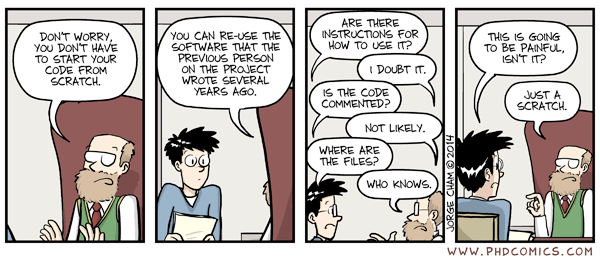 DON'T WORRY,
YOU DON'T HAVE
TO START YOUR
CODE FROM
SCRATCH.
YOU CAN RE-USE THE
SOFTWARE THAT THE
PREVIOUS PERSON
ON THE PROJECT
WROTE SEVERAL
YEARS AGO.
ARE THERE
INSTRUCTIONS FOR
HOW TO USE IT?
I DOUBT IT.
IS THE CODE
COMMENTED?
NOT LIKELY.
WHERE ARE
THE FILES?
WHO KNOWS.
JORGE CHAM © 2014
THIS IS GOING
TO BE PAINFUL,
ISN'T IT?
JUST A
SCRATCH.
WWW.PHDCOMICS.COM